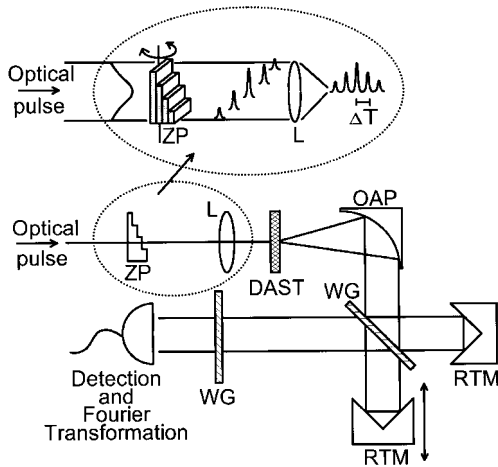 Optical
pulse
ZP
L
ΔT
Optical
pulse
ZP
L
DAST
OAP
WG
WG
RTM
RTM
Detection
and
Fourier
Transformation